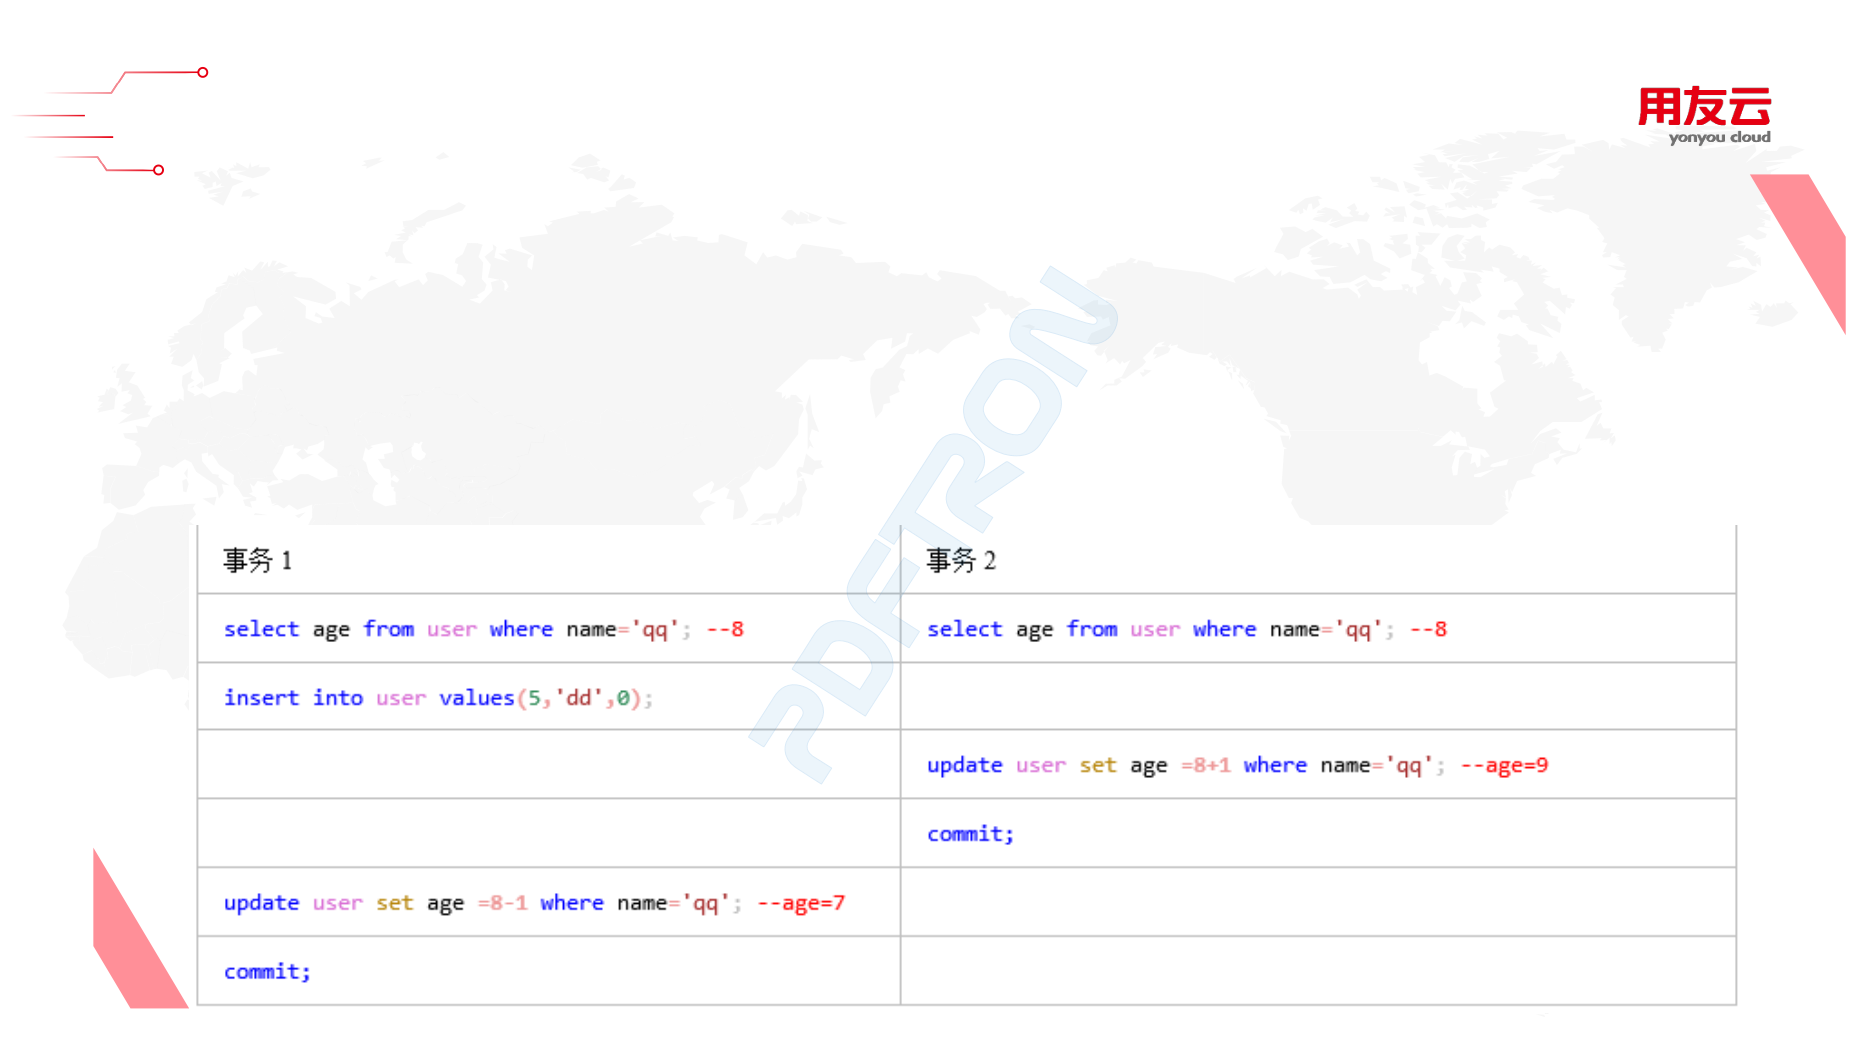 用友云
yonyou cloud
事务 1
事务 2
select age from user where name='qq'; --8
select age from user where name='qq'; --8
insert into user values(5,'dd',0);
update user set age =8+1 where name='qq'; --age=9
commit;
update user set age =8-1 where name='qq'; --age=7
commit;
PDFTRON